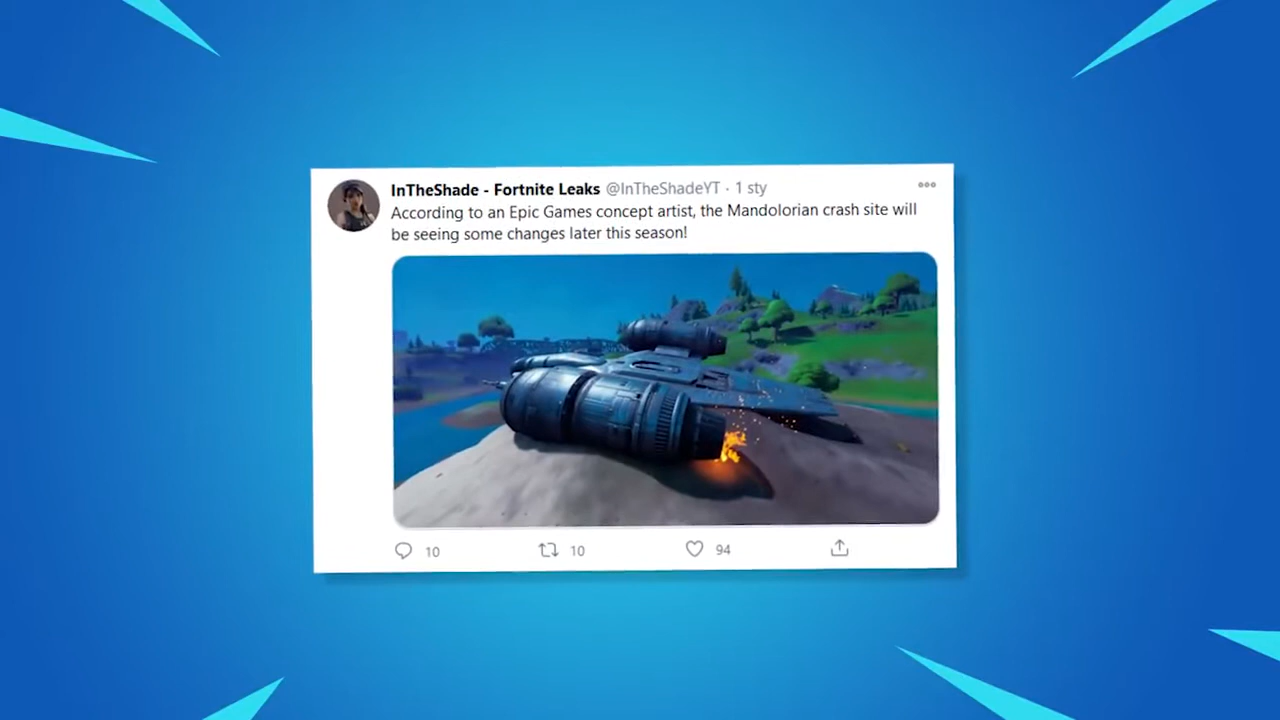 InTheShade - Fortnite Leaks @InTheShadeYT · 1 sty
According to an Epic Games concept artist, the Mandolorian crash site will
be seeing some changes later this season!
10 10 94